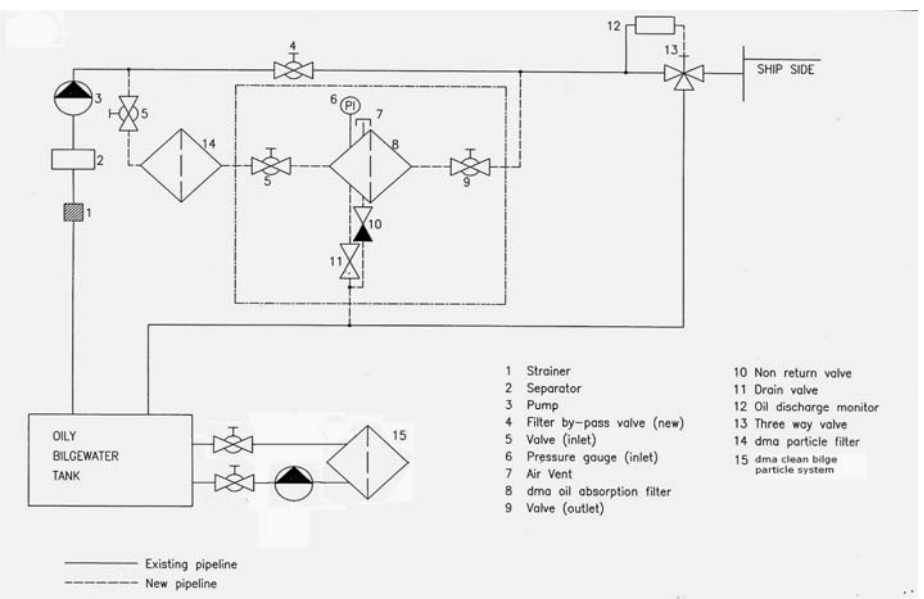 12
4
13
SHIP SIDE
3
5
6
PI
7
14
8
2
5
9
1
10
11
OILY
BILGEWATER
TANK
15
1 Strainer
2 Separator
3 Pump
4 Filter by-pass valve (new)
5 Valve (inlet)
6 Pressure gauge (inlet)
7 Air Vent
8 dma oil absorption filter
9 Valve (outlet)
10 Non return valve
11 Drain valve
12 Oil discharge monitor
13 Three way valve
14 dma particle filter
15 dma clean bilge
particle system
Existing pipeline
New pipeline